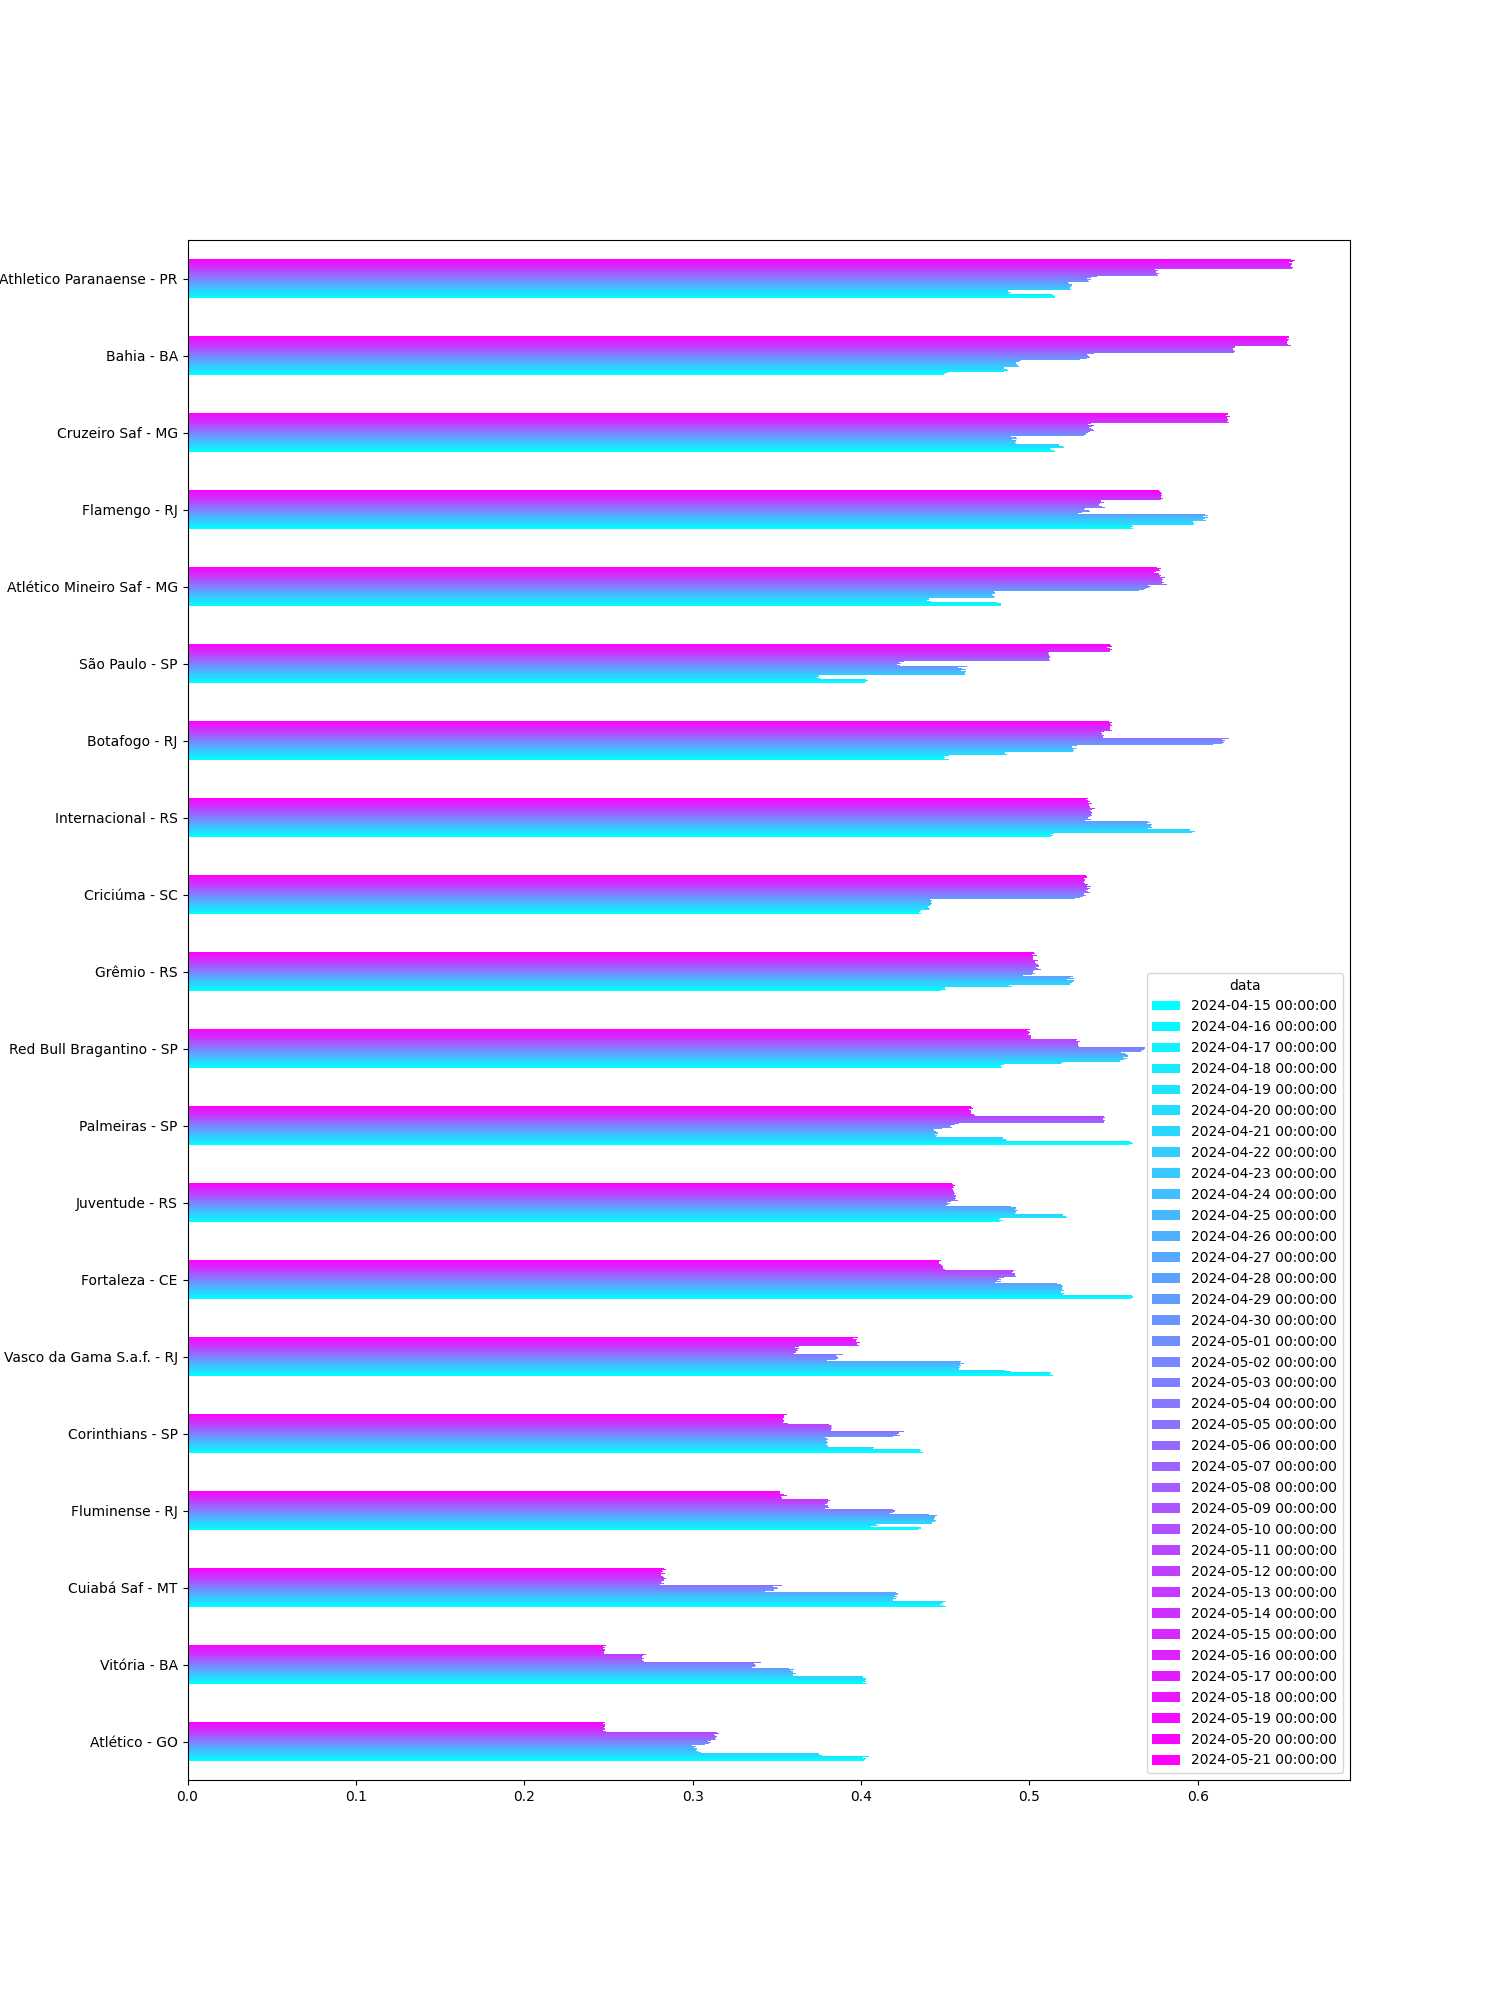 Athletico Paranaense - PR
Bahia - BA
Cruzeiro Saf - MG
Flamengo - RJ
Atlético Mineiro Saf - MG
São Paulo - SP
Botafogo - RJ
Internacional - RS
Criciúma - SC
Grêmio - RS
Red Bull Bragantino - SP
Palmeiras - SP
Juventude - RS
Fortaleza - CE
Vasco da Gama S.a.f. - RJ
Corinthians - SP
Fluminense - RJ
Cuiabá Saf - MT
Vitória - BA
Atlético - GO
data
2024-04-15 00:00:00
2024-04-16 00:00:00
2024-04-17 00:00:00
2024-04-18 00:00:00
2024-04-19 00:00:00
2024-04-20 00:00:00
2024-04-21 00:00:00
2024-04-22 00:00:00
2024-04-23 00:00:00
2024-04-24 00:00:00
2024-04-25 00:00:00
2024-04-26 00:00:00
2024-04-27 00:00:00
2024-04-28 00:00:00
2024-04-29 00:00:00
2024-04-30 00:00:00
2024-05-01 00:00:00
2024-05-02 00:00:00
2024-05-03 00:00:00
2024-05-04 00:00:00
2024-05-05 00:00:00
2024-05-06 00:00:00
2024-05-07 00:00:00
2024-05-08 00:00:00
2024-05-09 00:00:00
2024-05-10 00:00:00
2024-05-11 00:00:00
2024-05-12 00:00:00
2024-05-13 00:00:00
2024-05-14 00:00:00
2024-05-15 00:00:00
2024-05-16 00:00:00
2024-05-17 00:00:00
2024-05-18 00:00:00
2024-05-19 00:00:00
2024-05-20 00:00:00
2024-05-21 00:00:00
0.0 0.1 0.2 0.3 0.4 0.5 0.6